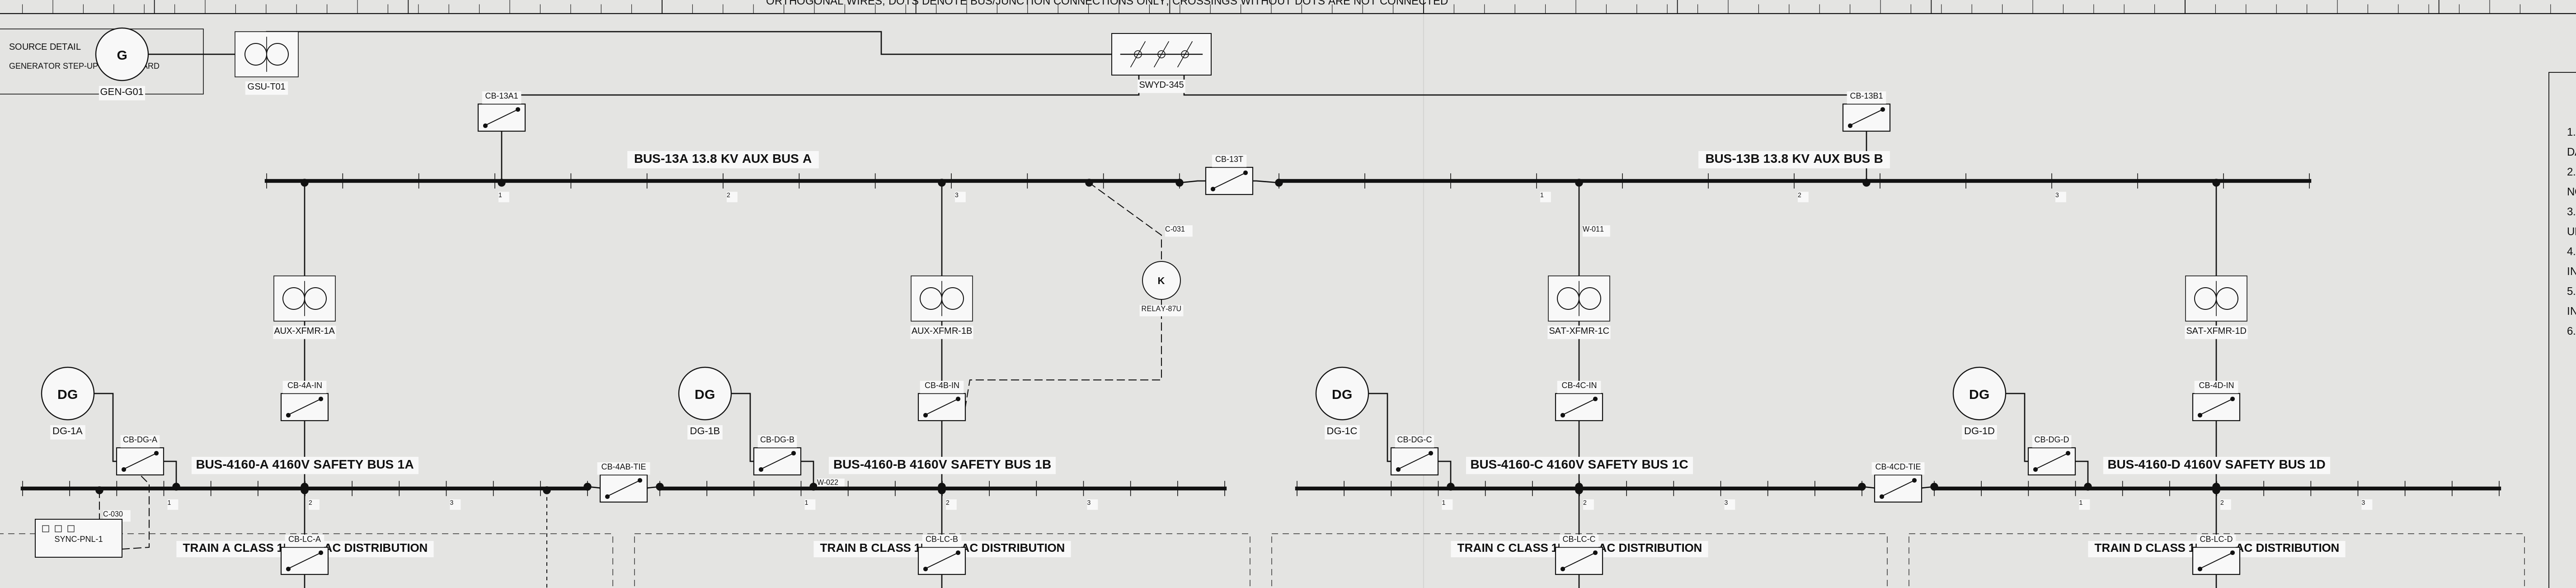 ORTHOGONAL WIRES; DOTS DENOTE BUS/JUNCTION CONNECTIONS ONLY; CROSSINGS WITHOUT DOTS ARE NOT CONNECTED
SOURCE DETAIL
GENERATOR STEP-UP
G
GEN-G01
GSU-T01
SWYD-345
CB-13A1
CB-13B1
BUS-13A 13.8 KV AUX BUS A
CB-13T
BUS-13B 13.8 KV AUX BUS B
1
2
3
1
2
3
C-031
W-011
K
RELAY-87U
AUX-XFMR-1A
AUX-XFMR-1B
SAT-XFMR-1C
SAT-XFMR-1D
CB-4A-IN
CB-4B-IN
CB-4C-IN
CB-4D-IN
DG
DG
DG
DG
DG-1A
DG-1B
DG-1C
DG-1D
CB-DG-A
CB-DG-B
CB-DG-C
CB-DG-D
BUS-4160-A 4160V SAFETY BUS 1A
CB-4AB-TIE
BUS-4160-B 4160V SAFETY BUS 1B
BUS-4160-C 4160V SAFETY BUS 1C
CB-4CD-TIE
BUS-4160-D 4160V SAFETY BUS 1D
W-022
1
2
3
1
2
3
1
2
3
1
2
3
C-030
SYNC-PNL-1
CB-LC-A
CB-LC-B
CB-LC-C
CB-LC-D
TRAIN A CLASS AC DISTRIBUTION
TRAIN B CLASS AC DISTRIBUTION
TRAIN C CLASS AC DISTRIBUTION
TRAIN D CLASS AC DISTRIBUTION
1.
2.
3.
4.
IN
5.
IN
6.